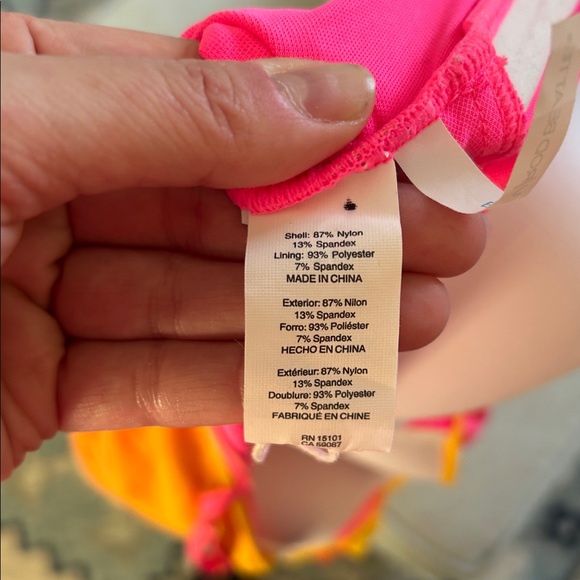 Shell: 87% Nylon
13% Spandex
Lining: 93% Polyester
7% Spandex
MADE IN CHINA
Exterior: 87% Nilon
13% Spandex
Forro: 93% Poliéster
7% Spandex
HECHO EN CHINA
Extérieur: 87% Nylon
13% Spandex
Doublure: 93% Polyester
7% Spandex
FABRIQUÉ EN CHINE
RN 15101
CA 59087